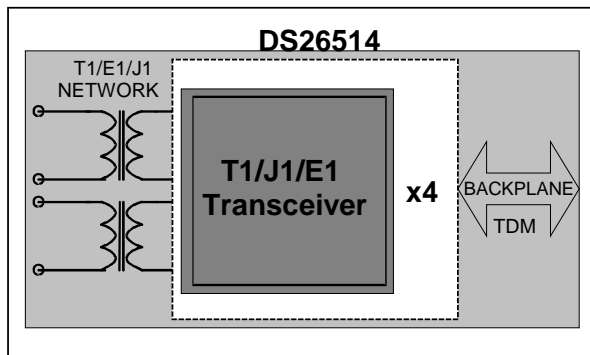 DS26514
T1/E1/J1
NETWORK
T1/J1/E1
Transceiver
x4
BACKPLANE
TDM